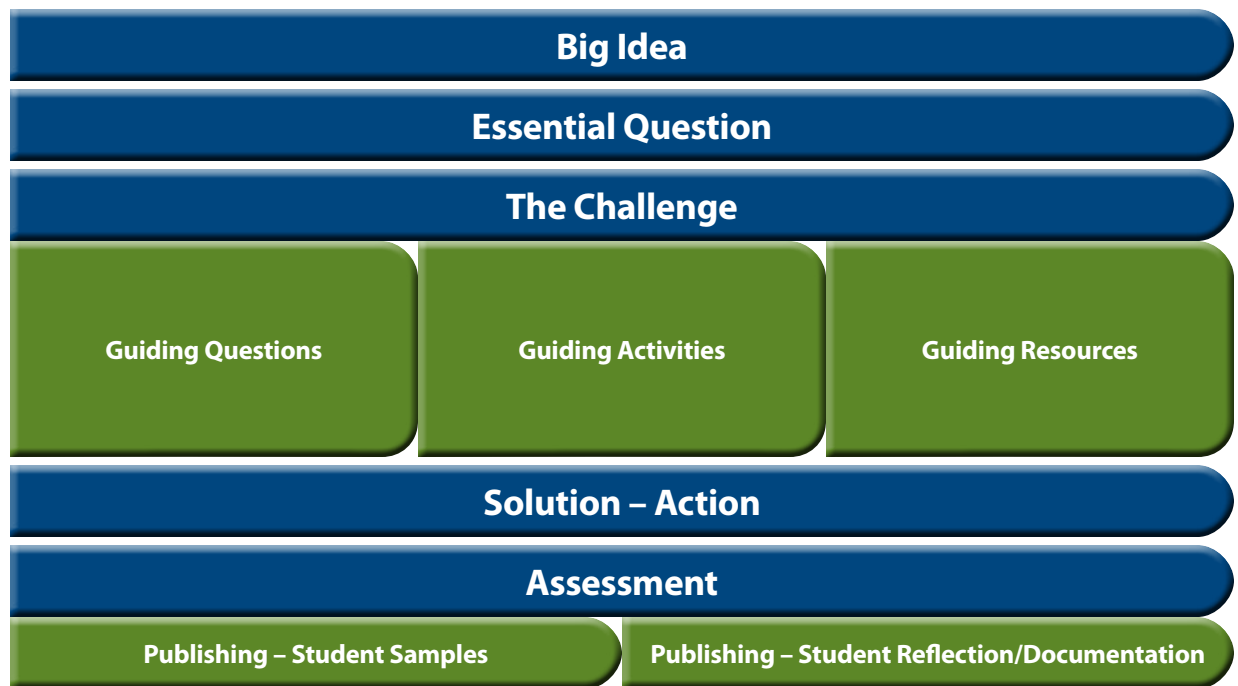 Big Idea
Essential Question
The Challenge
Guiding Questions
Guiding Activities
Guiding Resources
Solution – Action
Assessment
Publishing – Student Samples
Publishing – Student Reflection/Documentation